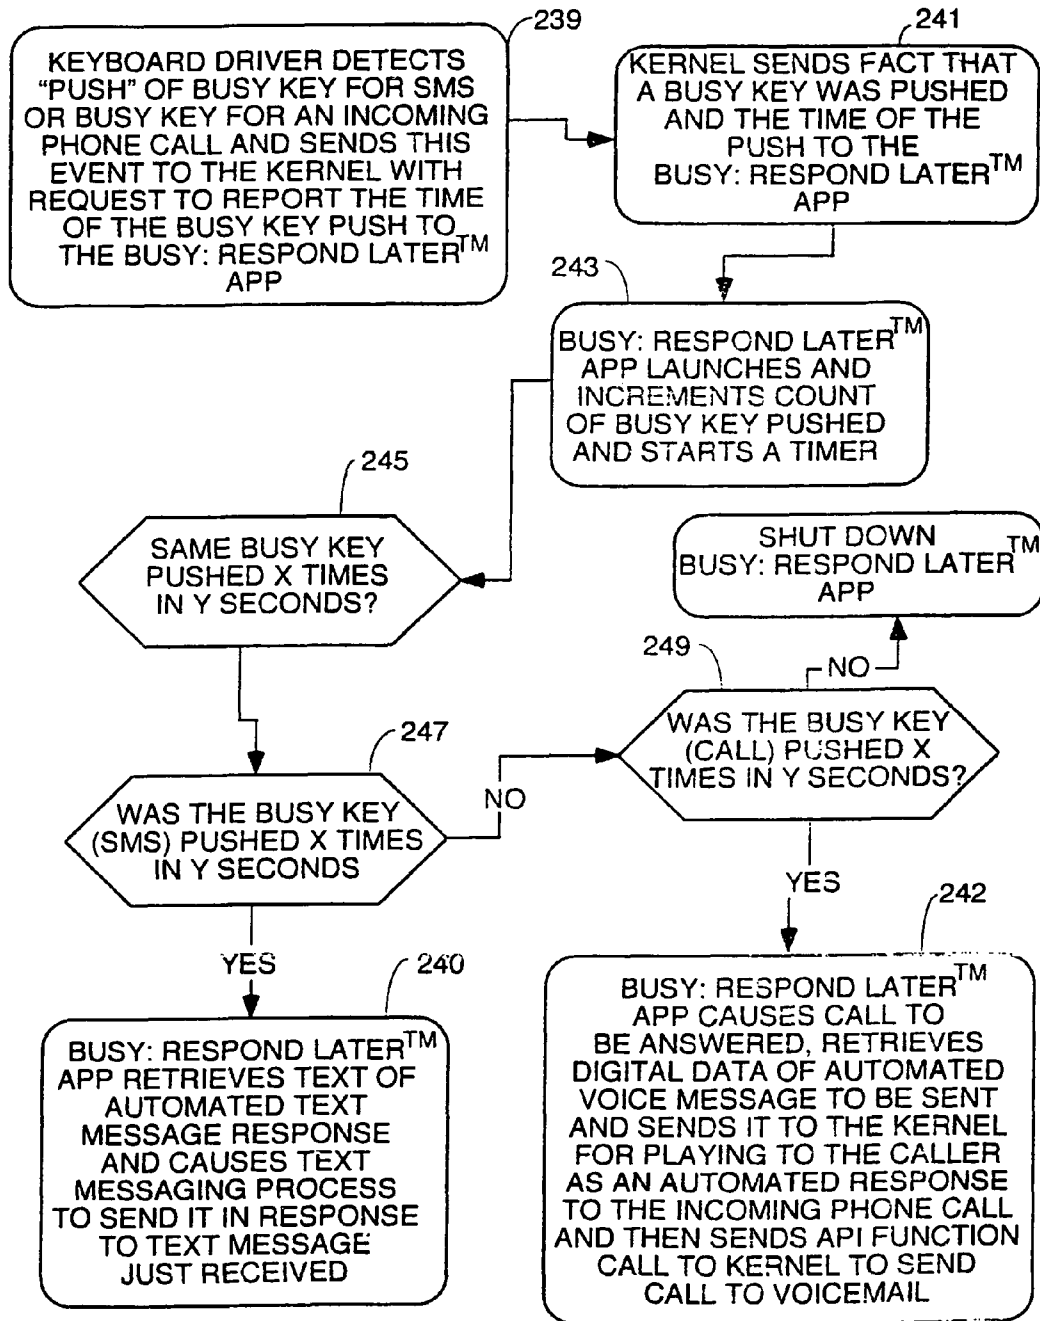 239
KEYBOARD DRIVER DETECTS
“PUSH” OF BUSY KEY FOR SMS
OR BUSY KEY FOR AN INCOMING
PHONE CALL AND SENDS THIS
EVENT TO THE KERNEL WITH
REQUEST TO REPORT THE TIME
OF THE BUSY KEY PUSH TO
THE BUSY: RESPOND LATER™
APP
241
KERNEL SENDS FACT THAT
A BUSY KEY WAS PUSHED
AND THE TIME OF THE
PUSH TO THE
BUSY: RESPOND LATER™
APP
243
BUSY: RESPOND LATER™
APP LAUNCHES AND
INCREMENTS COUNT
OF BUSY KEY PUSHED
AND STARTS A TIMER
245
SAME BUSY KEY
PUSHED X TIMES
IN Y SECONDS?
SHUT DOWN
BUSY: RESPOND LATER™
APP
247
WAS THE BUSY KEY
(SMS) PUSHED X TIMES
IN Y SECONDS
NO
249
WAS THE BUSY KEY
(CALL) PUSHED X
TIMES IN Y SECONDS?
NO
YES
YES
240
BUSY: RESPOND LATER™
APP RETRIEVES TEXT OF
AUTOMATED TEXT
MESSAGE RESPONSE
AND CAUSES TEXT
MESSAGING PROCESS
TO SEND IT IN RESPONSE
TO TEXT MESSAGE
JUST RECEIVED
242
BUSY: RESPOND LATER™
APP CAUSES CALL TO
BE ANSWERED, RETRIEVES
DIGITAL DATA OF AUTOMATED
VOICE MESSAGE TO BE SENT
AND SENDS IT TO THE KERNEL
FOR PLAYING TO THE CALLER
AS AN AUTOMATED RESPONSE
TO THE INCOMING PHONE CALL
AND THEN SENDS API FUNCTION
CALL TO KERNEL TO SEND
CALL TO VOICEMAIL